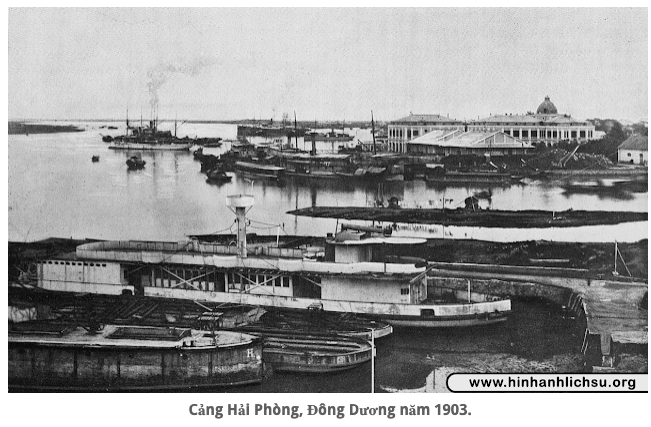 R
www.hinhanhlichsu.org
Cảng Hải Phòng, Đông Dương năm 1903.